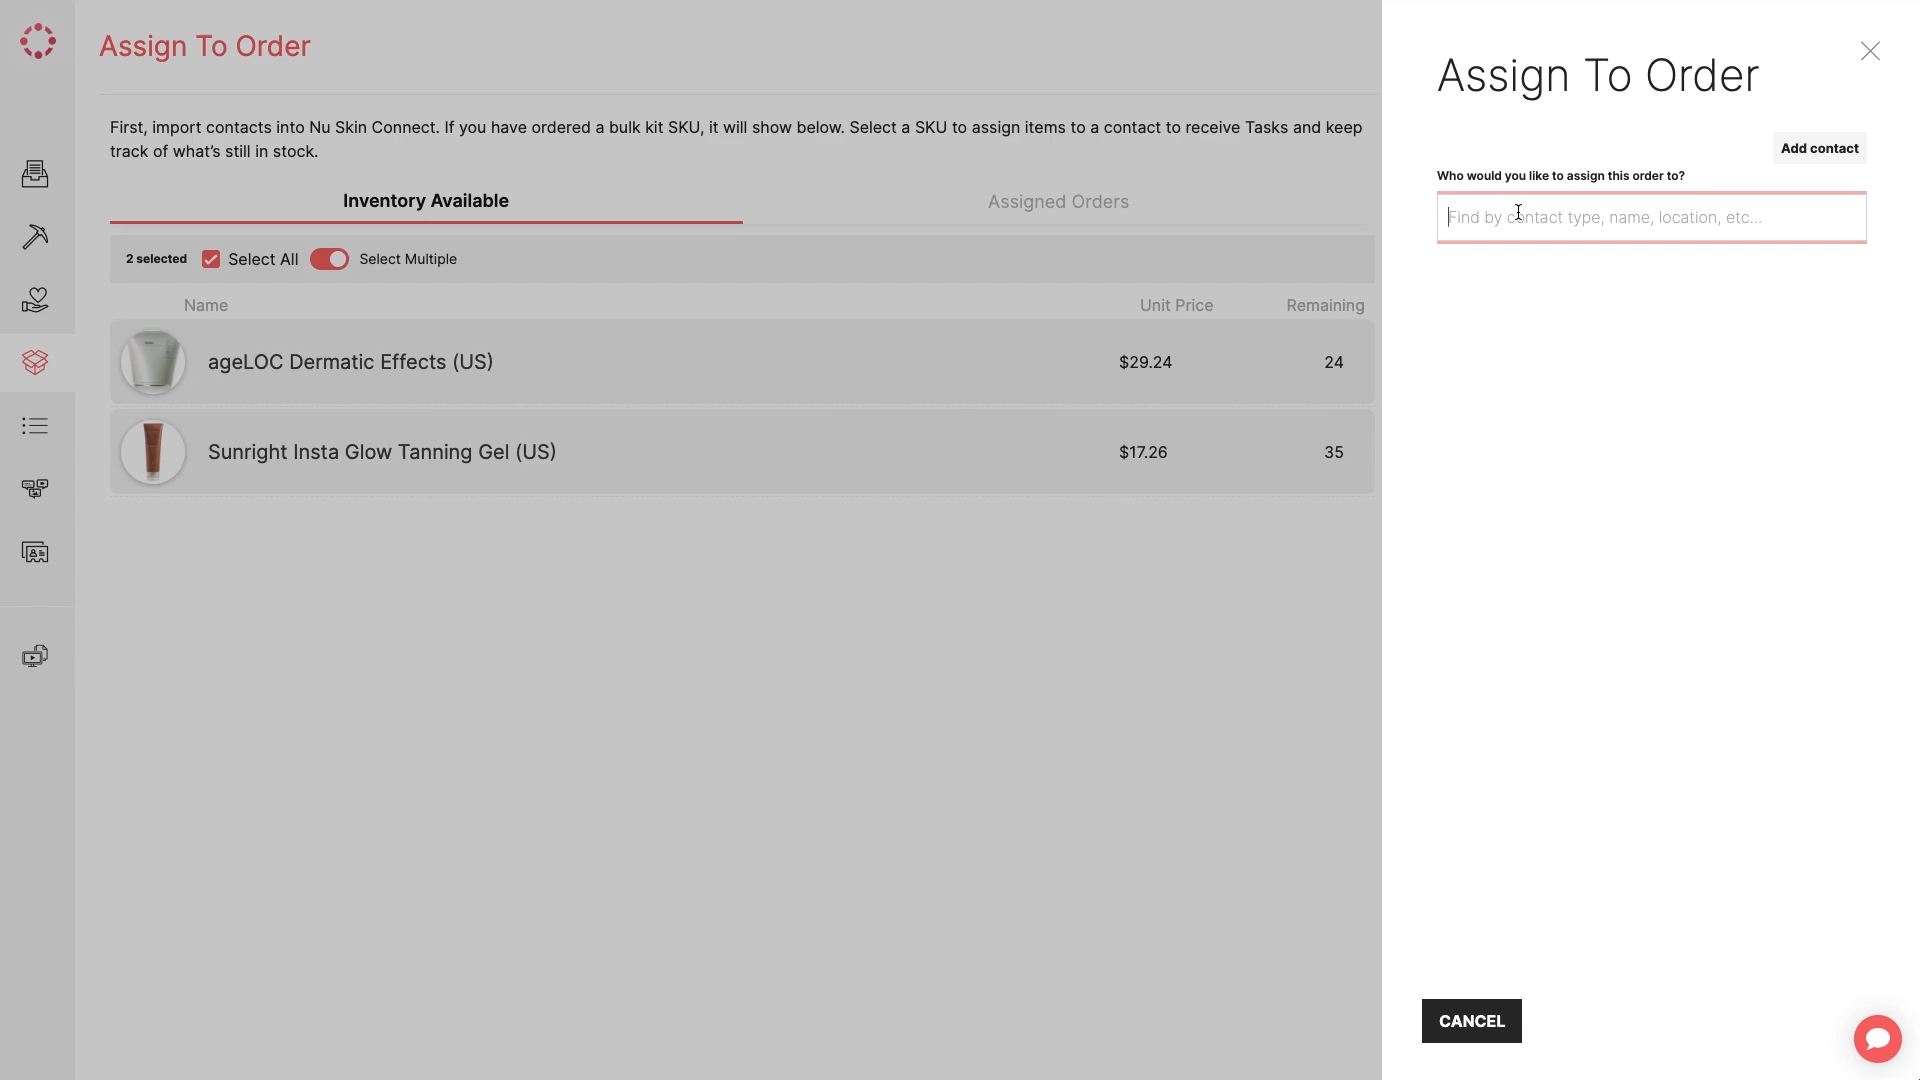 Assign To Order
First, import contacts into Nu Skin Connect. If you have ordered a bulk kit SKU, it will show below. Select a SKU to assign items to a contact to receive Tasks and keep
track of what’s still in stock.
Inventory Available
Assigned Orders
2 selected Select All Select Multiple
Name Unit Price Remaining
ageLOC Dermatic Effects (US) $29.24 24
Sunright Insta Glow Tanning Gel (US) $17.26 35
Assign To Order
Add contact
Who would you like to assign this order to?
Find by contact type, name, location, etc...
CANCEL